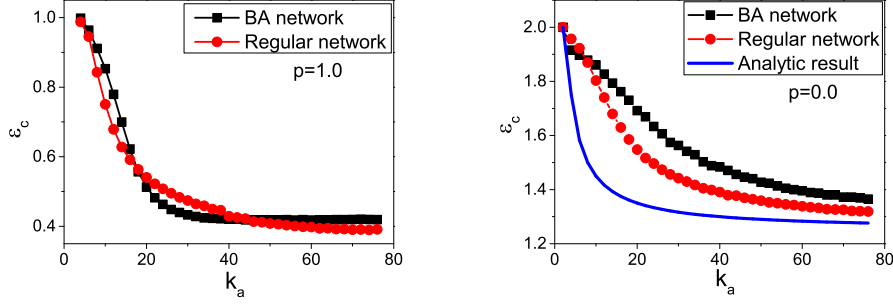 1.0
0.8
0.6
0.4
ε_c
0 20 40 60 80
k_a
BA network
Regular network
p=1.0
2.0
1.8
1.6
1.4
1.2
ε_c
0 20 40 60 80
k_a
BA network
Regular network
Analytic result
p=0.0